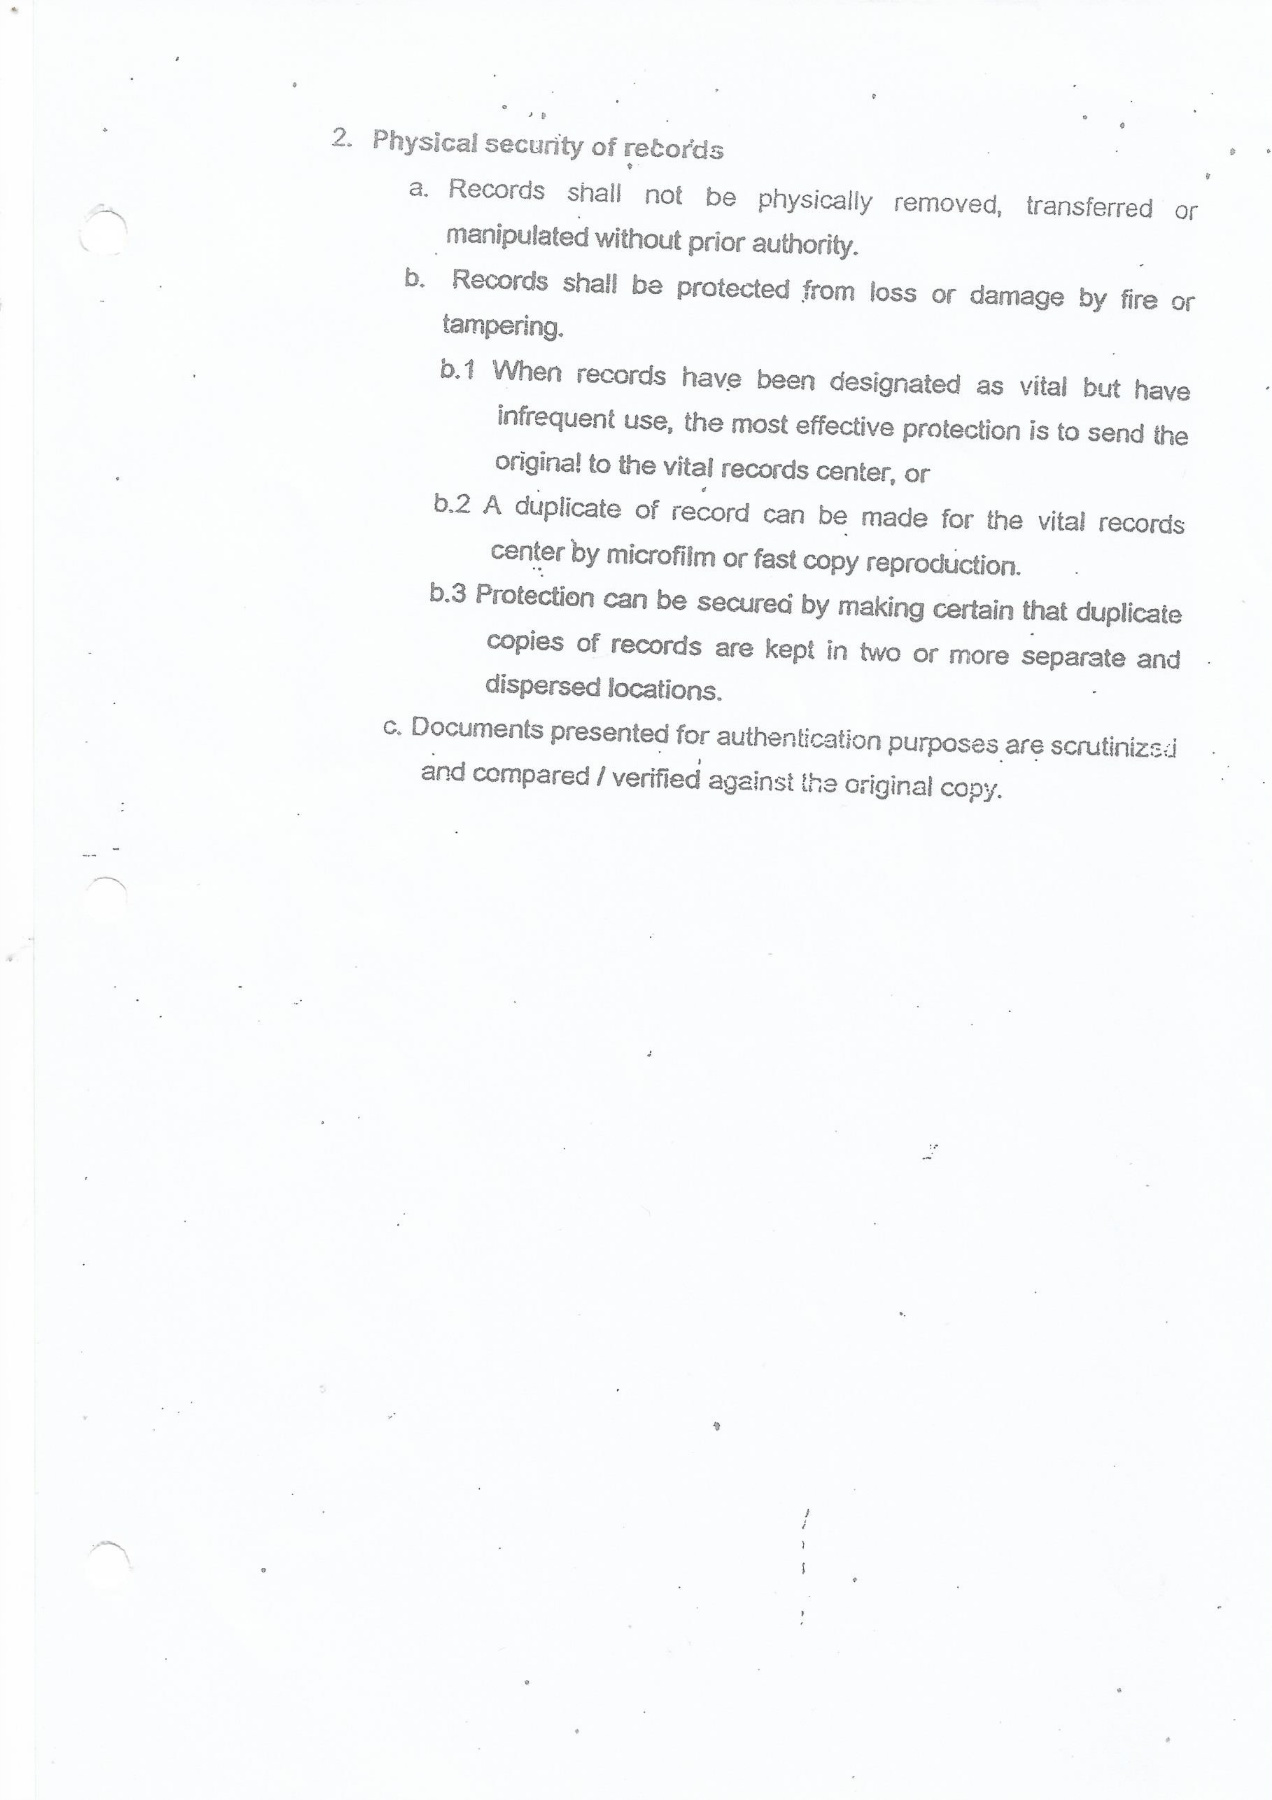 2. Physical security of records
a. Records shall not be physically removed, transferred or
manipulated without prior authority.
b. Records shall be protected from loss or damage by fire or
tampering.
b.1 When records have been designated as vital but have
infrequent use, the most effective protection is to send the
original to the vital records center, or
b.2 A duplicate of record can be made for the vital records
center by microfilm or fast copy reproduction.
b.3 Protection can be secured by making certain that duplicate
copies of records are kept in two or more separate and
dispersed locations.
c. Documents presented for authentication purposes are scrutinized
and compared / verified against the original copy.